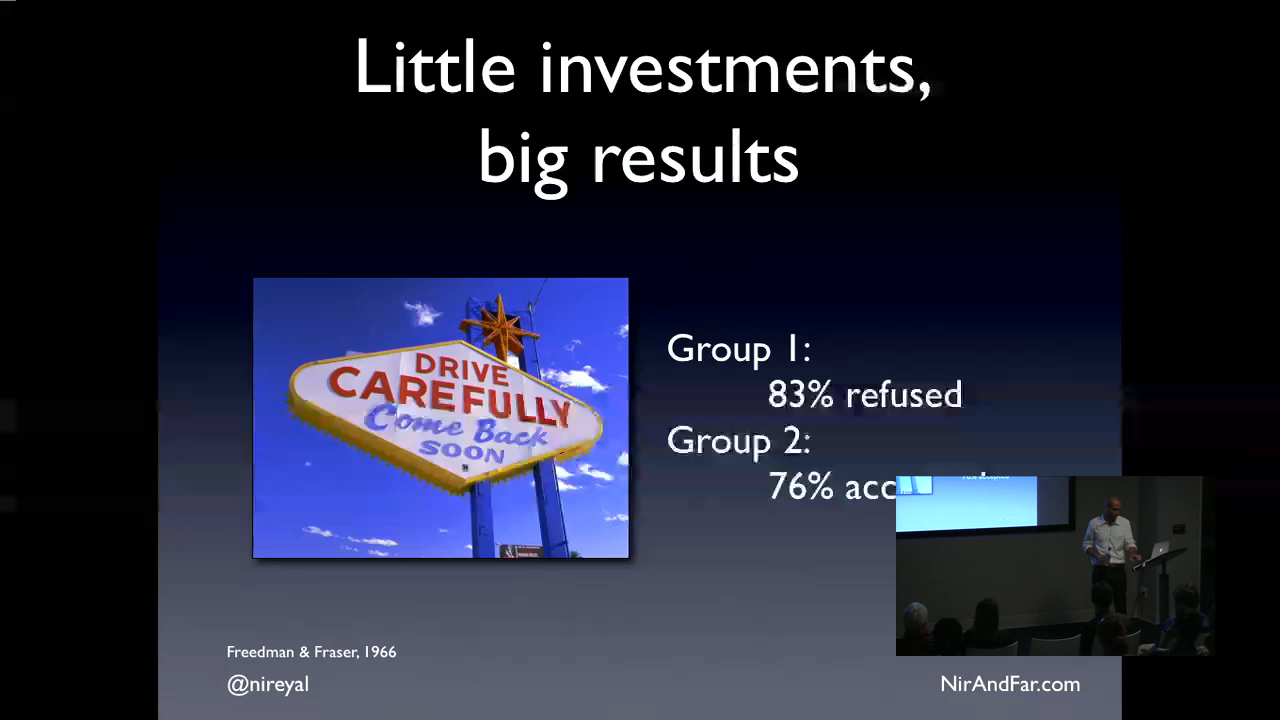 Little investments,
big results
DRIVE
CAREFULLY
Come Back
SOON
Group 1:
83% refused
Group 2:
76%
Freedman & Fraser, 1966
@nireyal
NirAndFar.com